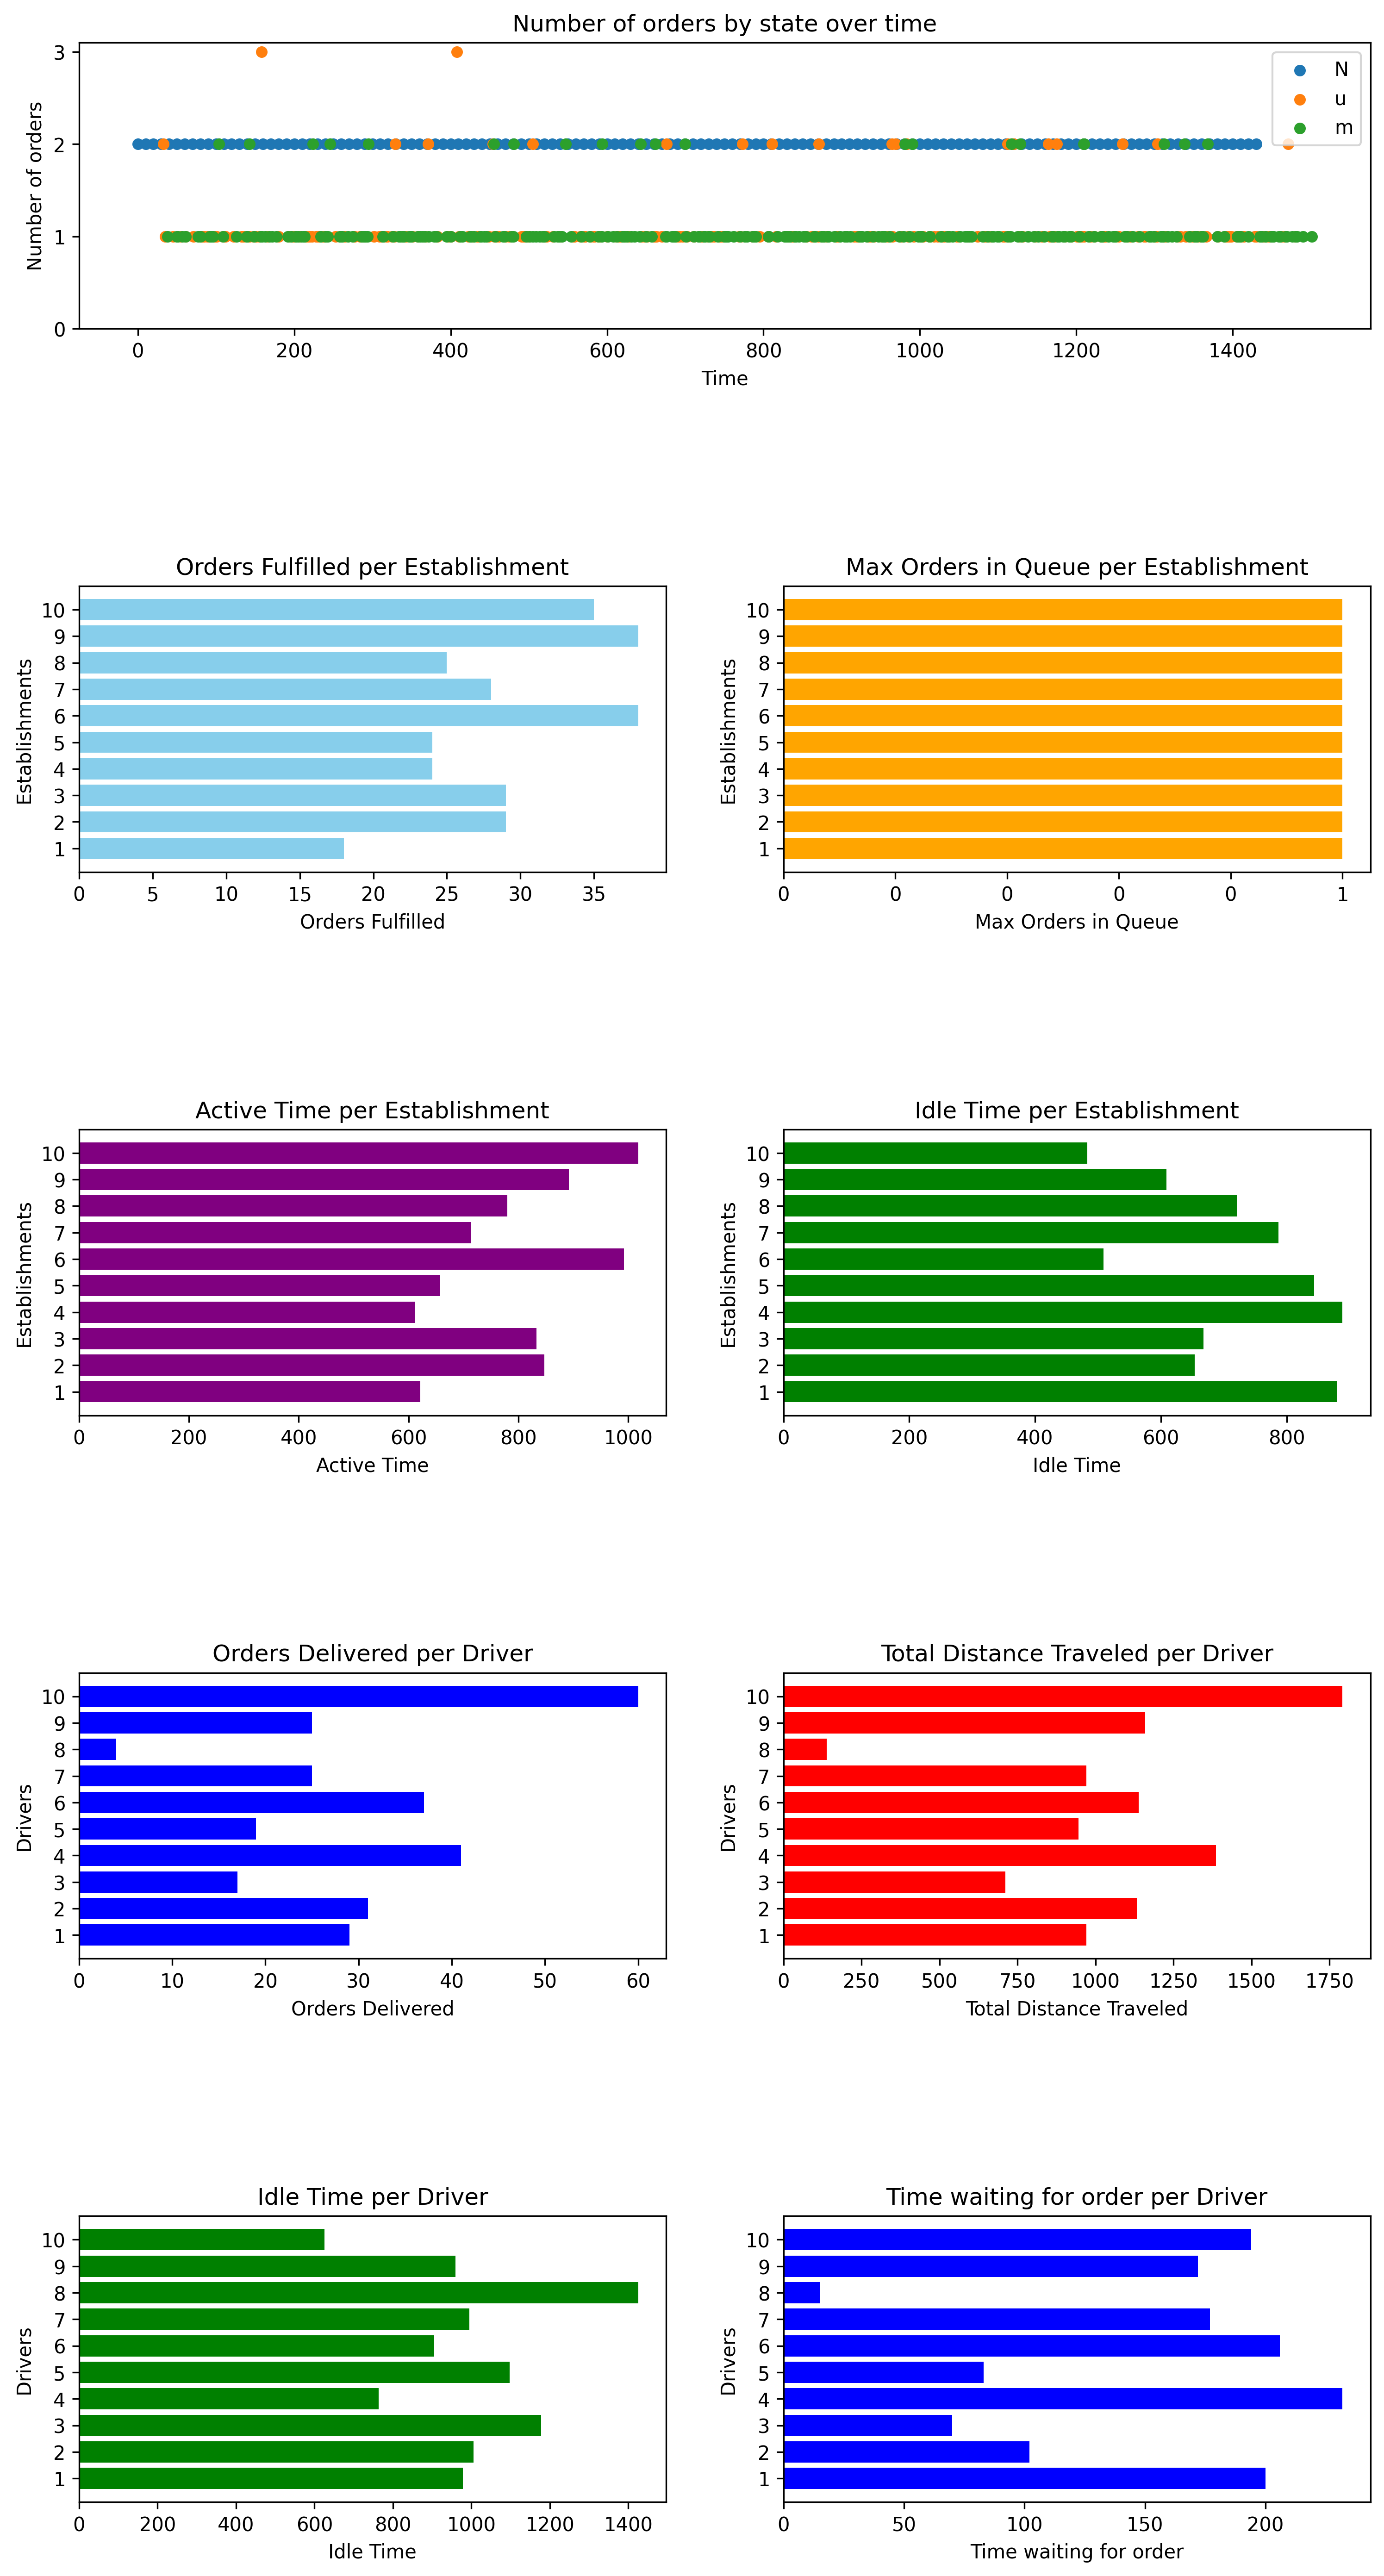 Number of orders by state over time
Number of orders
3
2
1
0
N
u
m
0 200 400 600 800 1000 1200 1400
Time
Orders Fulfilled per Establishment
Establishments
10
9
8
7
6
5
4
3
2
1
0 5 10 15 20 25 30 35
Orders Fulfilled
Max Orders in Queue per Establishment
Establishments
10
9
8
7
6
5
4
3
2
1
0 0 0 0 0 1
Max Orders in Queue
Active Time per Establishment
Establishments
10
9
8
7
6
5
4
3
2
1
0 200 400 600 800 1000
Active Time
Idle Time per Establishment
Establishments
10
9
8
7
6
5
4
3
2
1
0 200 400 600 800
Idle Time
Orders Delivered per Driver
Drivers
10
9
8
7
6
5
4
3
2
1
0 10 20 30 40 50 60
Orders Delivered
Total Distance Traveled per Driver
Drivers
10
9
8
7
6
5
4
3
2
1
0 250 500 750 1000 1250 1500 1750
Total Distance Traveled
Idle Time per Driver
Drivers
10
9
8
7
6
5
4
3
2
1
0 200 400 600 800 1000 1200 1400
Idle Time
Time waiting for order per Driver
Drivers
10
9
8
7
6
5
4
3
2
1
0 50 100 150 200
Time waiting for order